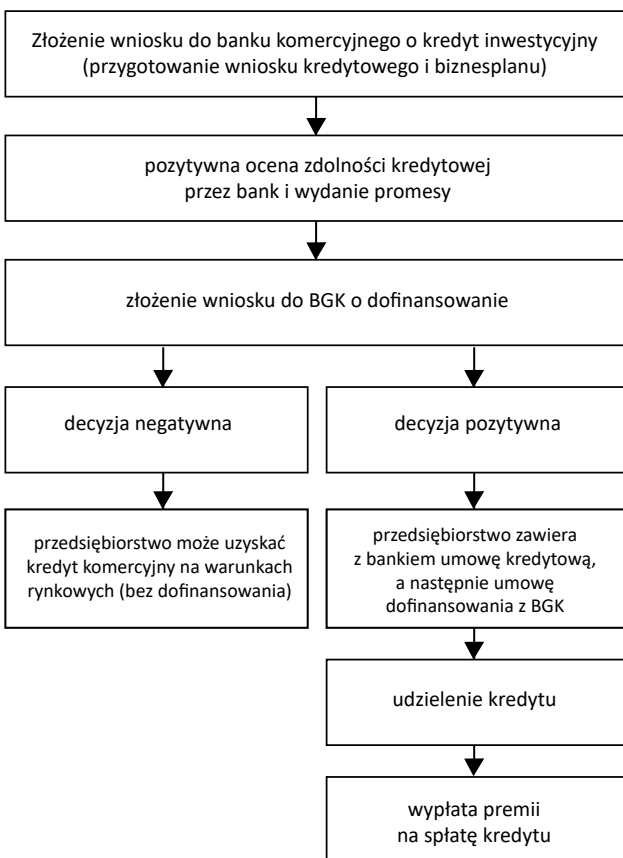 Złożenie wniosku do banku komercyjnego o kredyt inwestycyjny
(przygotowanie wniosku kredytowego i biznesplanu)
pozytywna ocena zdolności kredytowej
przez bank i wydanie promesy
złożenie wniosku do BGK o dofinansowanie
decyzja negatywna
decyzja pozytywna
przedsiębiorstwo może uzyskać
kredyt komercyjny na warunkach
rynkowych (bez dofinansowania)
przedsiębiorstwo zawiera
z bankiem umowę kredytową,
a następnie umowę
dofinansowania z BGK
udzielenie kredytu
wypłata premii
na spłatę kredytu